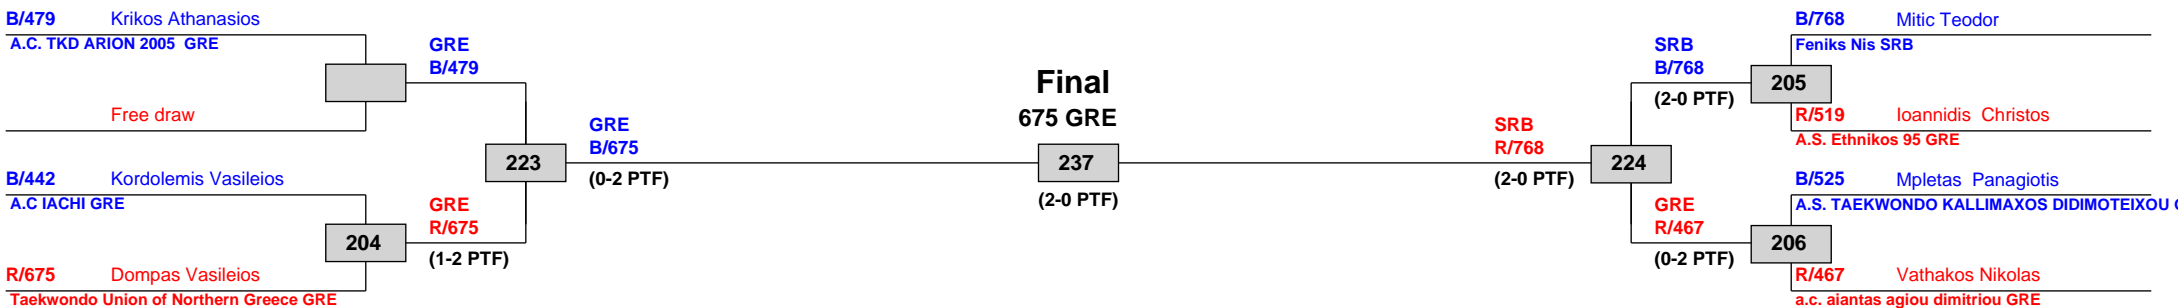 B/479 Krikos Athanasios
A.C. TKD ARION 2005 GRE
Free draw
B/442 Kordolemis Vasileios
A.C IACHI GRE
R/675 Dompas Vasileios
Taekwondo Union of Northern Greece GRE
204
GRE
B/479
GRE
R/675
(1-2 PTF)
223
GRE
B/675
(0-2 PTF)
Final
675 GRE
237
(2-0 PTF)
SRB
R/768
(2-0 PTF)
224
SRB
B/768
(2-0 PTF)
GRE
R/467
(0-2 PTF)
205
206
B/768 Mitic Teodor
Feniks Nis SRB
R/519 Ioannidis Christos
A.S. Ethnikos 95 GRE
B/525 Mpletas Panagiotis
A.S. TAEKWONDO KALLIMAXOS DIDIMOTEIXOU
R/467 Vathakos Nikolas
a.c. aiantas agiou dimitriou GRE